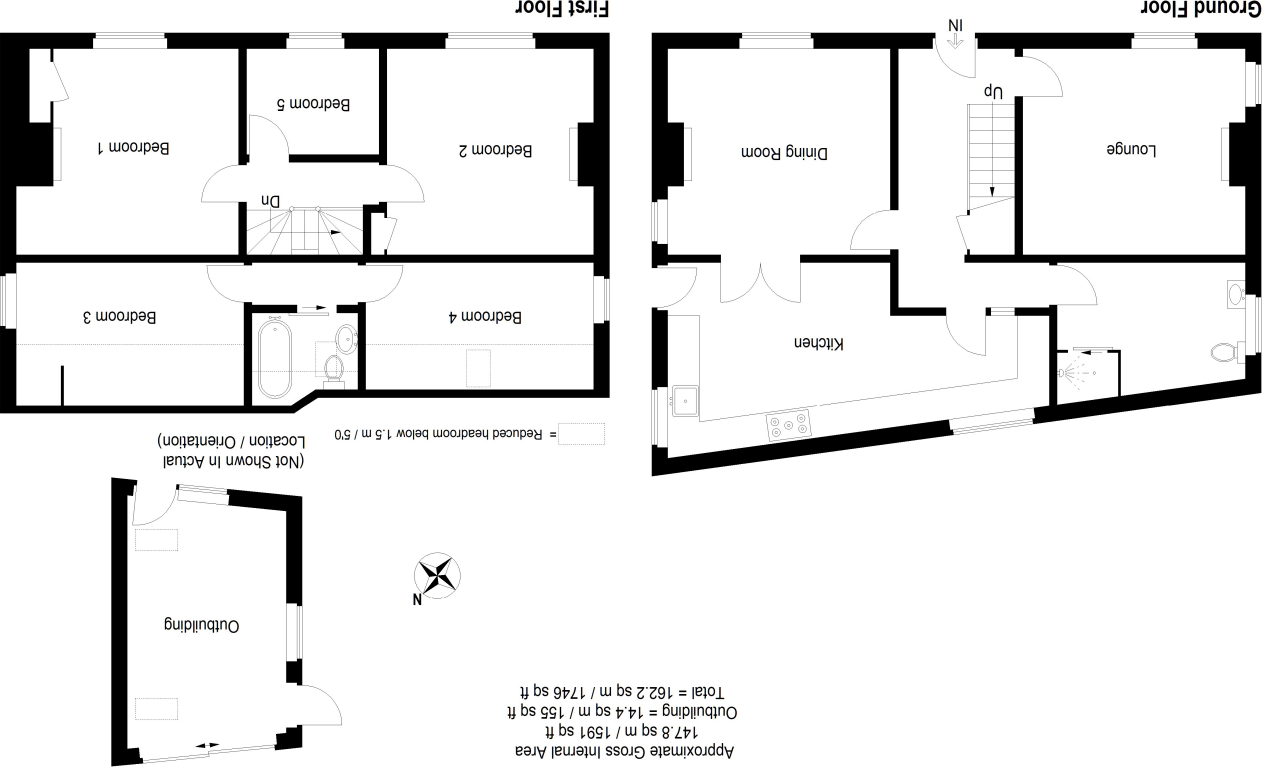 Approximate Gross Internal Area
147.8 sq m / 1591 sq ft
Outbuilding = 14.4 sq m / 155 sq ft
Total = 162.2 sq m / 1746 sq ft
Outbuilding
N
(Not Shown In Actual
Location / Orientation)
= Reduced headroom below 1.5 m / 5'0
Kitchen
Lounge
Dining Room
Up
IN
Ground Floor
Bedroom 4
Bedroom 3
Dn
Bedroom 2
Bedroom 1
Bedroom 5
First Floor